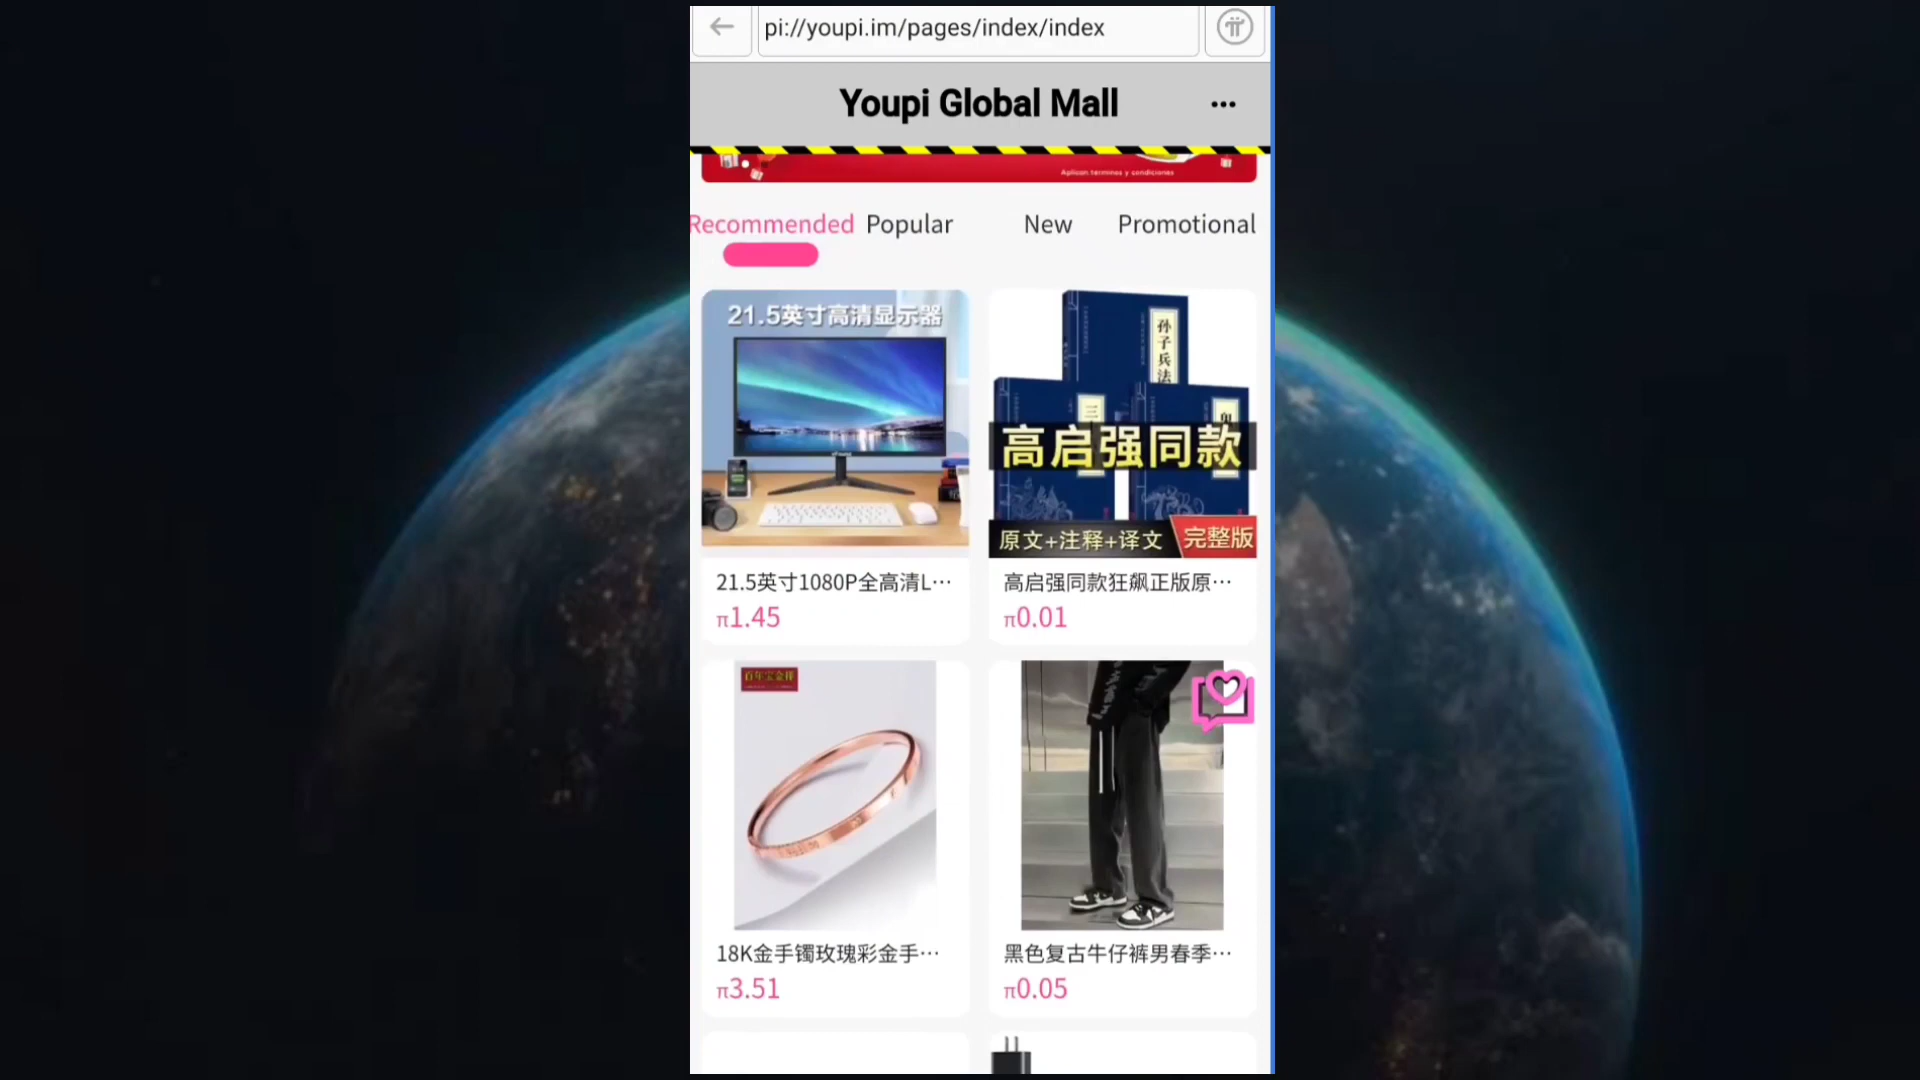 pi://youpi.im/pages/index/index
Youpi Global Mall
Aplican terminos y condiciones
Recommended Popular New Promotional
21.5英寸高清显示器
孙子兵法
三
高启强同款
原文+注释+译文 完整版
21.5英寸1080P全高清L…
π1.45
高启强同款狂飙正版原…
π0.01
18K金手镯玫瑰彩金手…
π3.51
黑色复古牛仔裤男春季…
π0.05